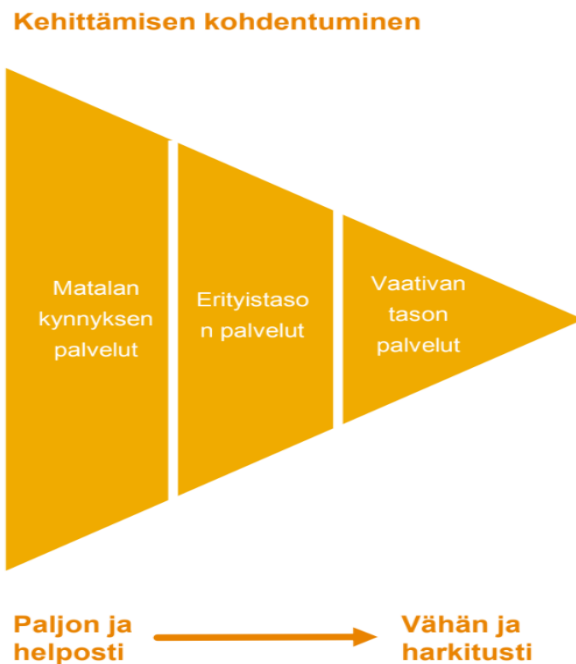 Kehittämisen kohdentuminen
Matalan
kynnyksen
palvelut
Erityistaso
n palvelut
Vaativan
tason
palvelut
Paljon ja
helposti
Vähän ja
harkitusti